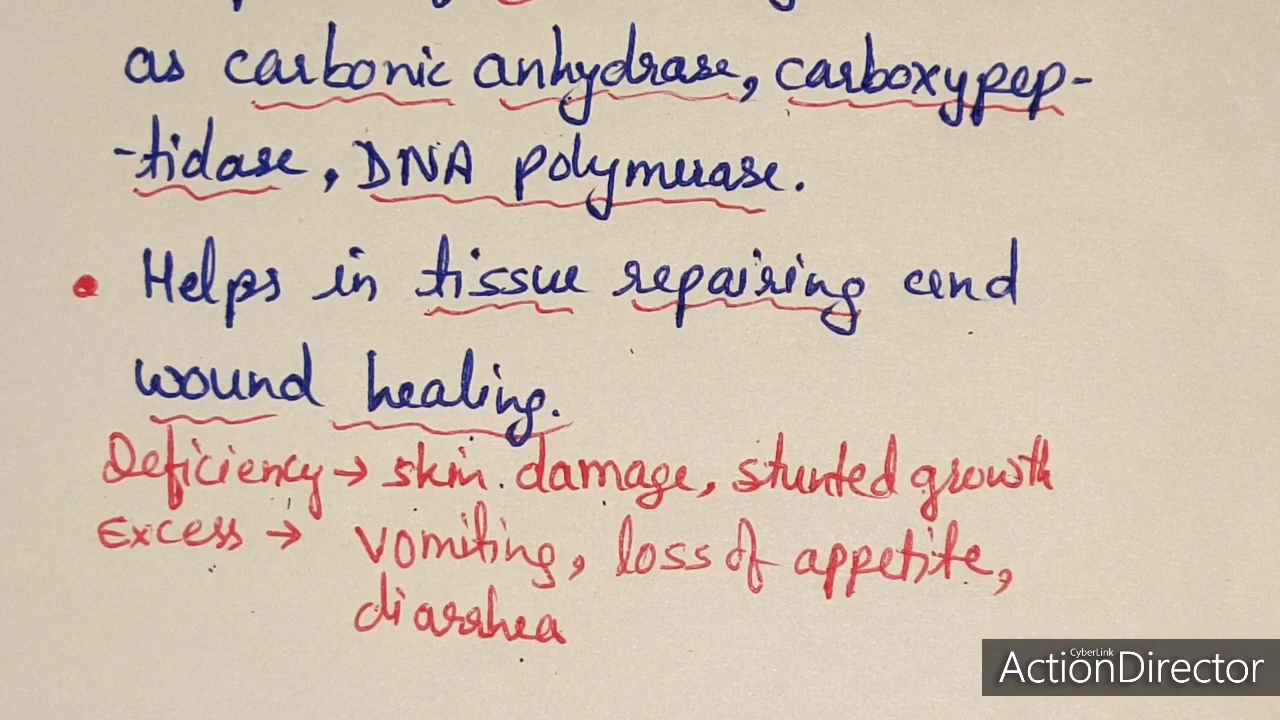 as carbonic anhydrase, carboxypep-
-tidase, DNA polymerase.
• Helps in tissue repairing and
wound healing.
Deficiency → skin damage, stunted growth
Excess → vomiting, loss of appetite,
diarrhea
CyberLink
ActionDirector